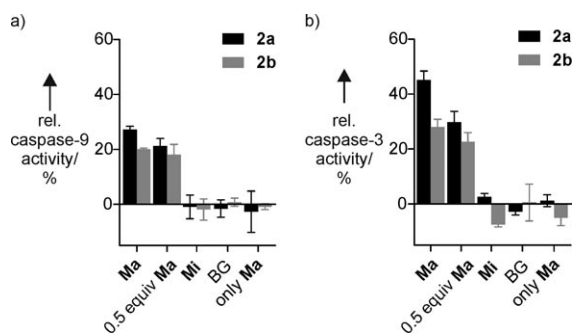 a)
60
2a
2b
40
rel.
caspase-9
activity/
%
20
0
Ma
0.5 equiv Ma
Mi
BG
only Ma
b)
60
2a
2b
40
rel.
caspase-3
activity/
%
20
0
Ma
0.5 equiv Ma
Mi
BG
only Ma